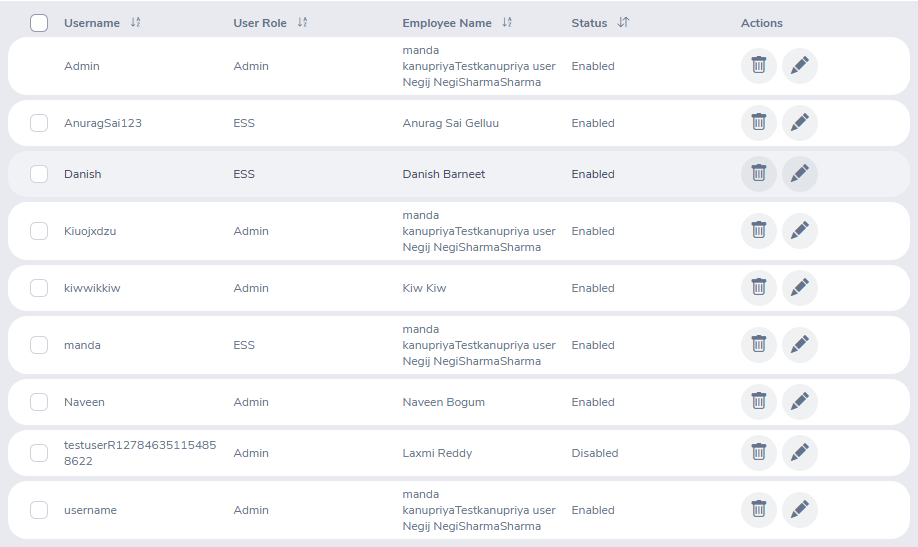 Username User Role Employee Name Status Actions
manda
Admin Admin kanupriyaTestkanupriya user Enabled
Negij NegiSharmaSharma
AnuragSai123 ESS Anurag Sai Gelluu Enabled
Danish ESS Danish Barneet Enabled
manda
Kiuojxdzu Admin kanupriyaTestkanupriya user Enabled
Negij NegiSharmaSharma
kiwwikkiw Admin Kiw Kiw Enabled
manda
manda ESS kanupriyaTestkanupriya user Enabled
Negij NegiSharmaSharma
Naveen Admin Naveen Bogum Enabled
testuserR12784635115485
8622 Admin Laxmi Reddy Disabled
manda
username Admin kanupriyaTestkanupriya user Enabled
Negij NegiSharmaSharma